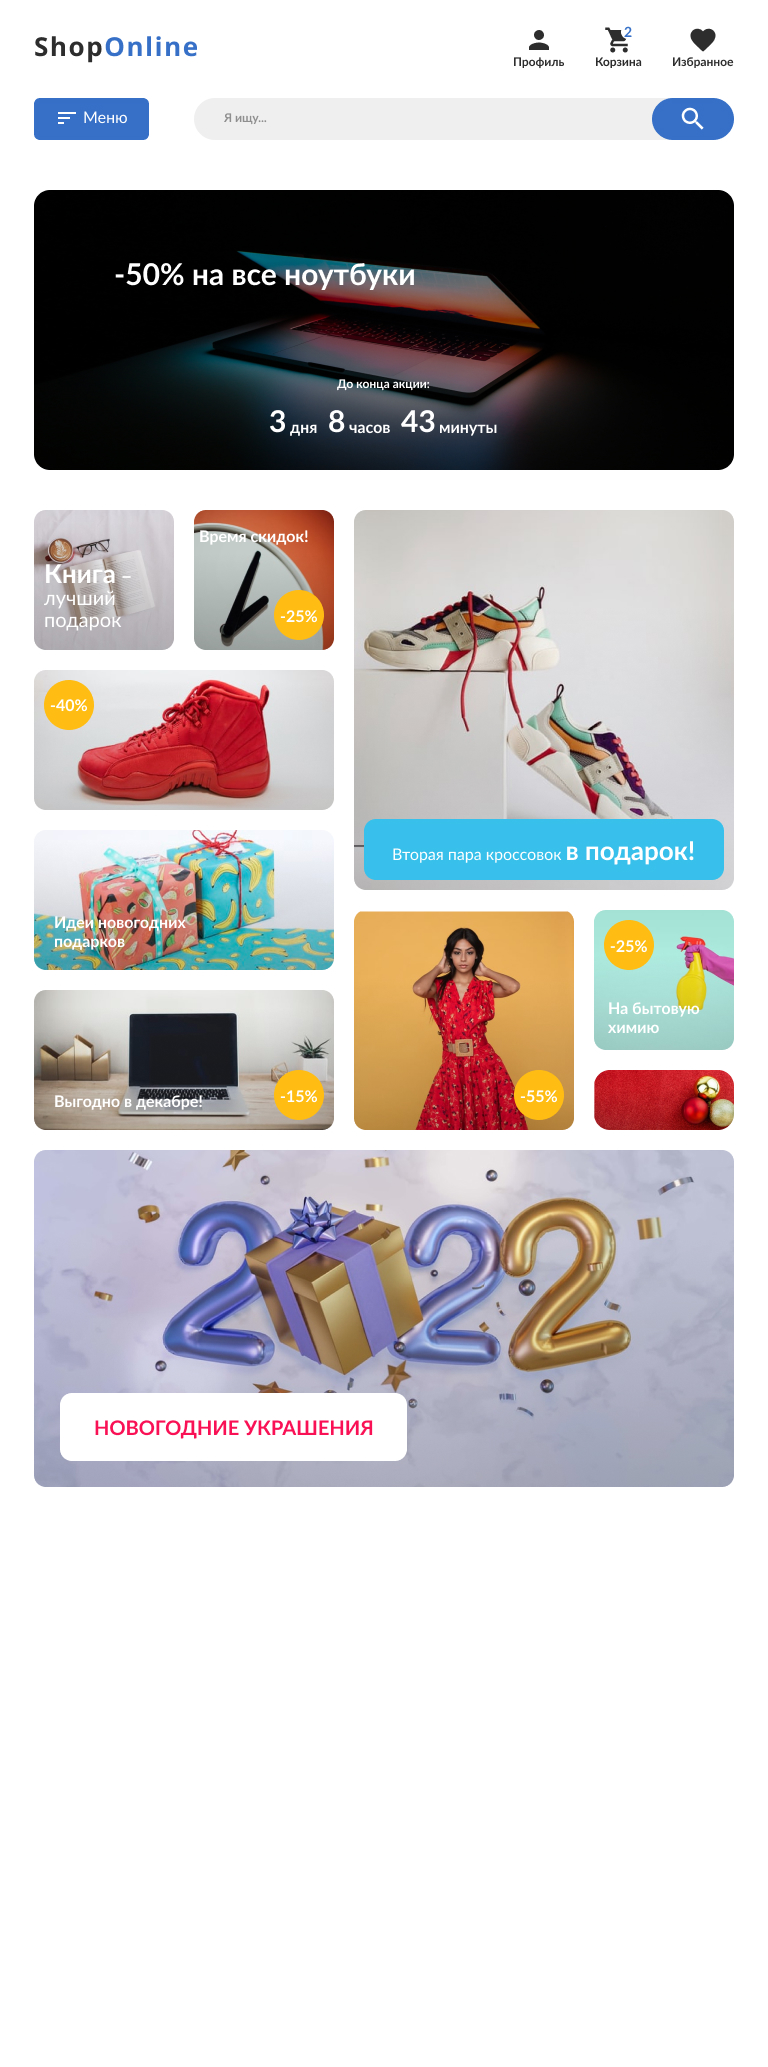 ShopOnline
2
Профиль
Корзина
Избранное
Меню
Я ищу...
-50% на все ноутбуки
До конца акции:
3 дня 8 часов 43 минуты
Книга –
лучший
подарок
Время скидок!
-25%
-40%
Вторая пара кроссовок в подарок!
Идеи новогодних
подарков
-25%
На бытовую
химию
Выгодно в декабре!
-15%
-55%
2022
НОВОГОДНИЕ УКРАШЕНИЯ